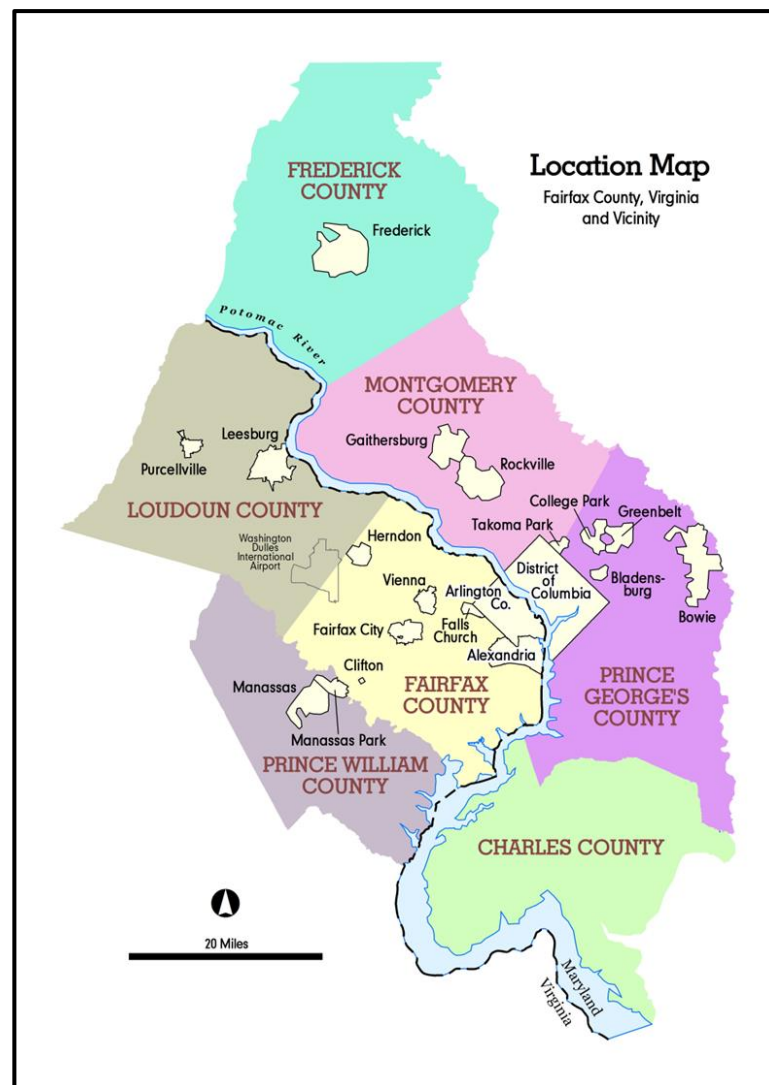 Location Map
Fairfax County, Virginia
and Vicinity
FREDERICK
COUNTY
Frederick
Potomac River
MONTGOMERY
COUNTY
Gaithersburg
Rockville
Leesburg
Purcellville
LOUDOUN COUNTY
Washington
Dulles
International
Airport
College Park
Greenbelt
Takoma Park
Herndon
District
of
Columbia
Bladens-
burg
Bowie
Vienna
Arlington
Co.
Fairfax City
Falls
Church
Alexandria
Clifton
FAIRFAX
COUNTY
PRINCE
GEORGE'S
COUNTY
Manassas
Manassas Park
PRINCE WILLIAM
COUNTY
CHARLES COUNTY
20 Miles
Maryland
Virginia